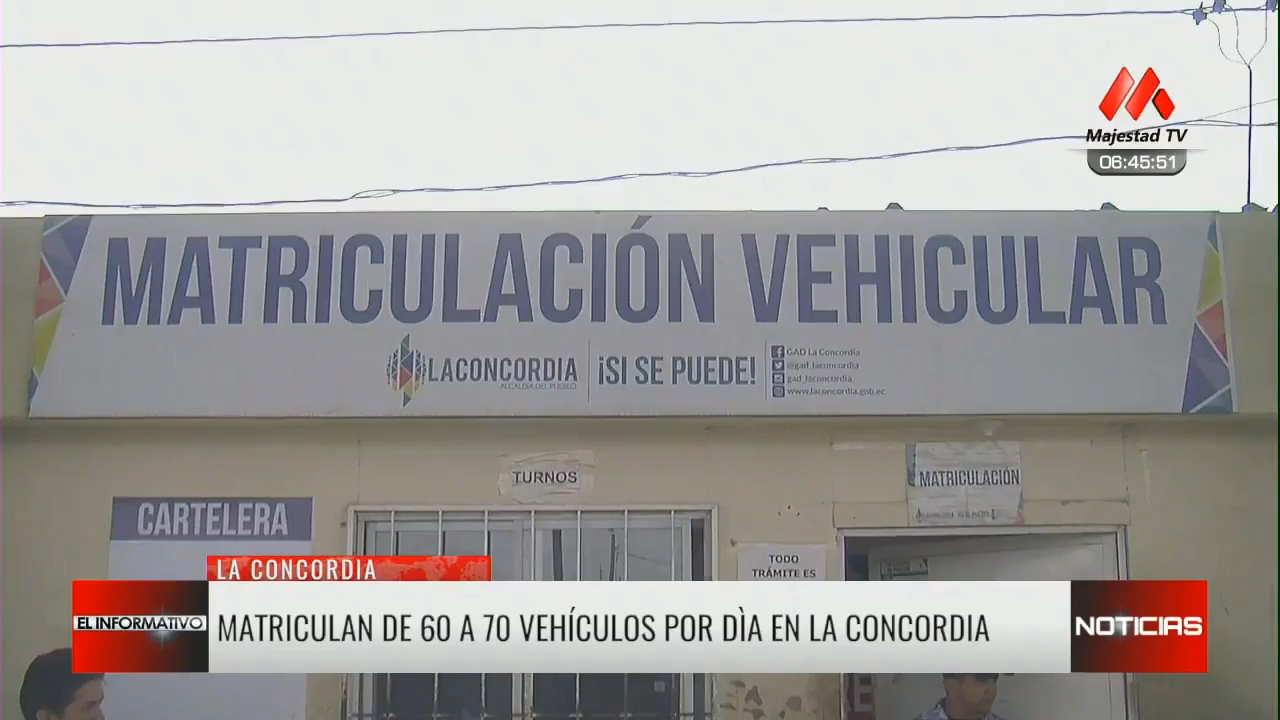 Majestad TV
06:45:51
MATRICULACIÓN VEHICULAR
LACONCORDIA
ALCALDÍA DEL PUEBLO
¡SI SE PUEDE!
GAD La Concordia
@gad_laconcordia
gad_laconcordia
www.laconcordia.gob.ec
TURNOS
MATRICULACIÓN
CARTELERA
TODO
TRÁMITE ES
LA CONCORDIA
EL INFORMATIVO
MATRICULAN DE 60 A 70 VEHÍCULOS POR DÌA EN LA CONCORDIA
NOTICIAS